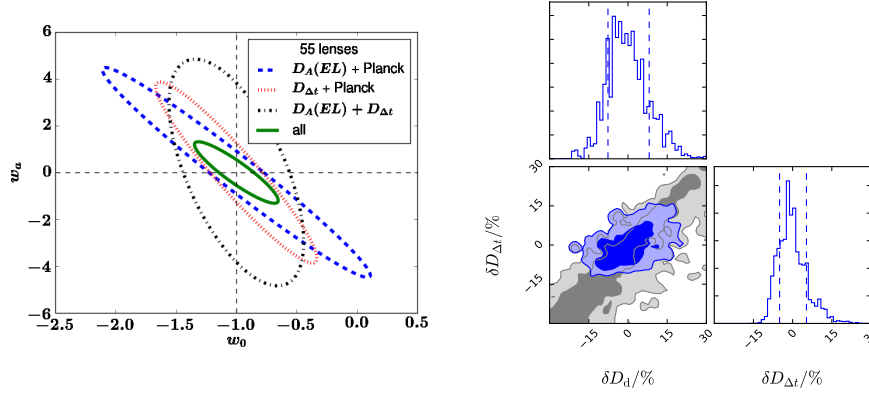 6
4
2
0
−2
−4
−6
w_a
−2.5
−2.0
−1.5
−1.0
−0.5
0.0
0.5
w_0
55 lenses
D_A(EL) + Planck
D_Δt + Planck
D_A(EL) + D_Δt
all
30
15
0
−15
δD_Δt/%
−15
0
15
30
δD_d/%
−15
0
15
30
δD_Δt/%